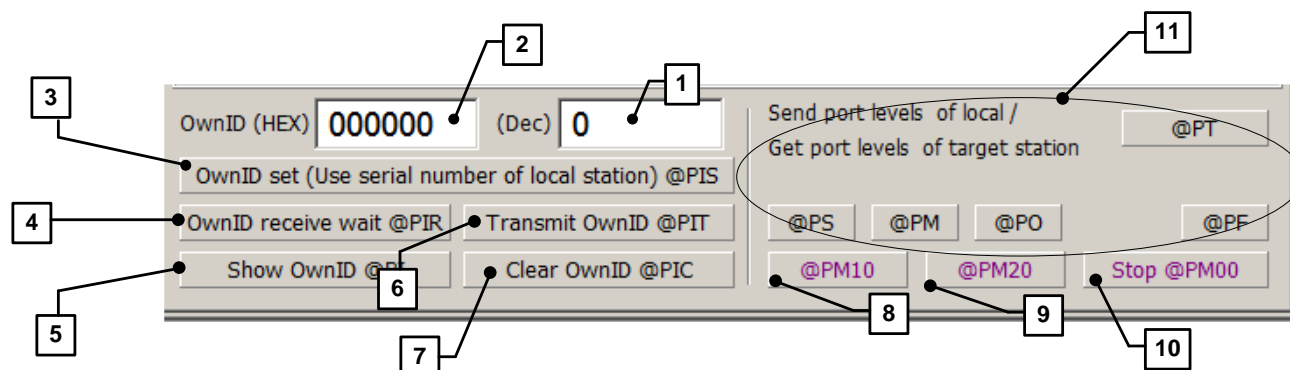 11
2
1
3
Send port levels of local /
@PT
OwnID (HEX) 000000 (Dec) 0
Get port levels of target station
OwnID set (Use serial number of local station) @PIS
4
OwnID receive wait @PIR Transmit OwnID @PIT @PS @PM @PO @PF
Show OwnID Clear OwnID @PIC @PM10 @PM20 Stop @PM00
6
8
9
5
7
10